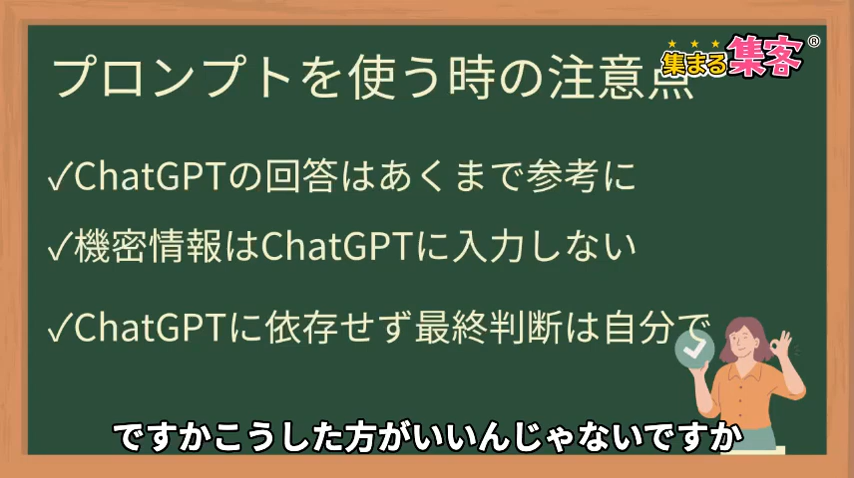 プロンプトを使う時の注意点
集まる集客®
✓ChatGPTの回答はあくまで参考に
✓機密情報はChatGPTに入力しない
✓ChatGPTに依存せず最終判断は自分で
ですかこうした方がいいんじゃないですか